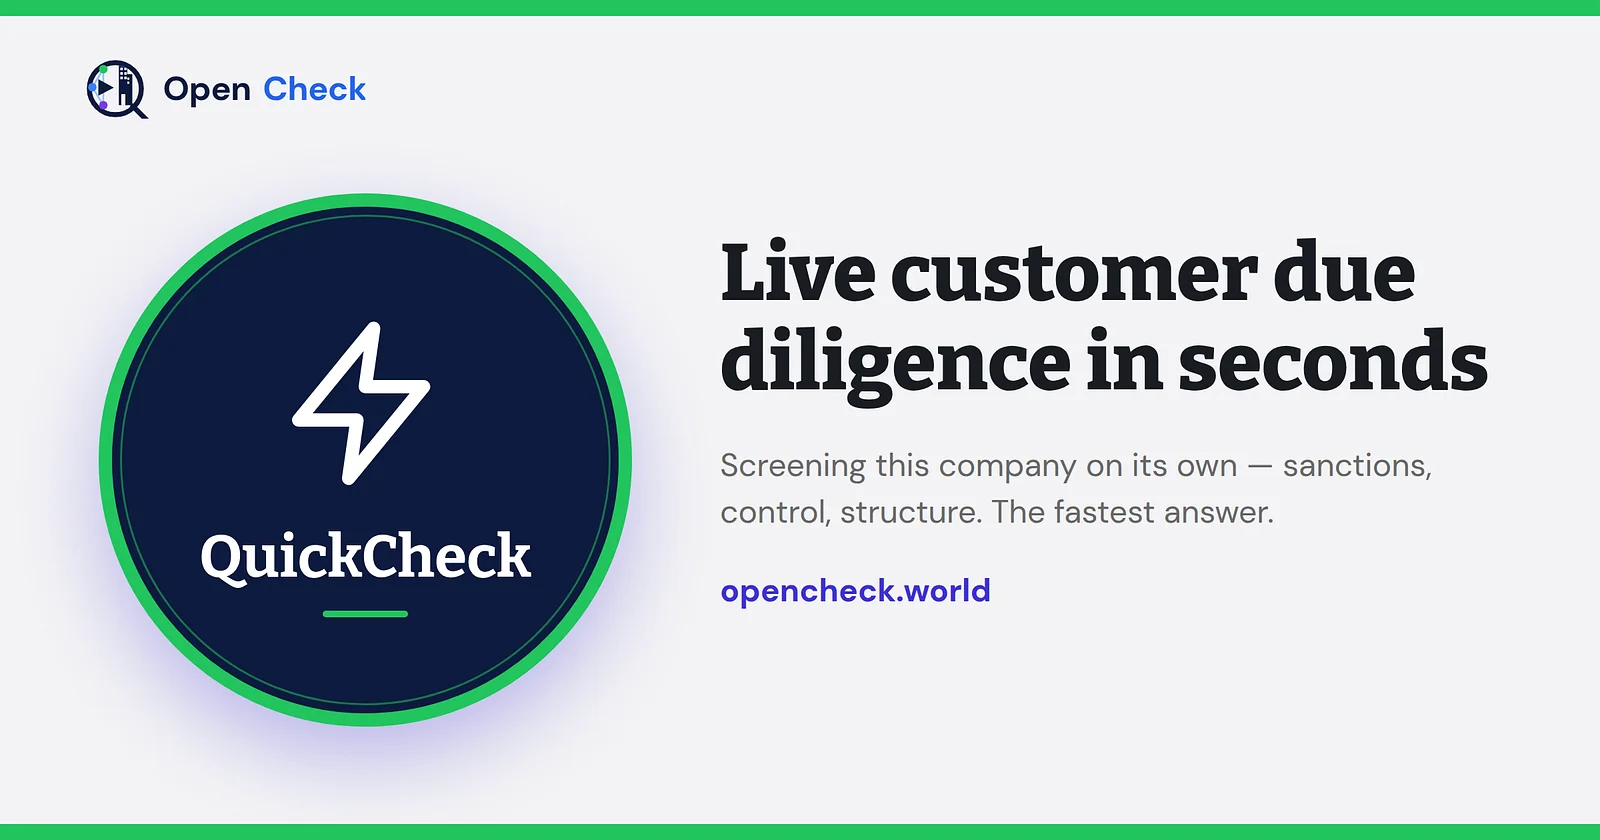 Open Check
QuickCheck
Live customer due
diligence in seconds
Screening this company on its own — sanctions,
control, structure. The fastest answer.
opencheck.world